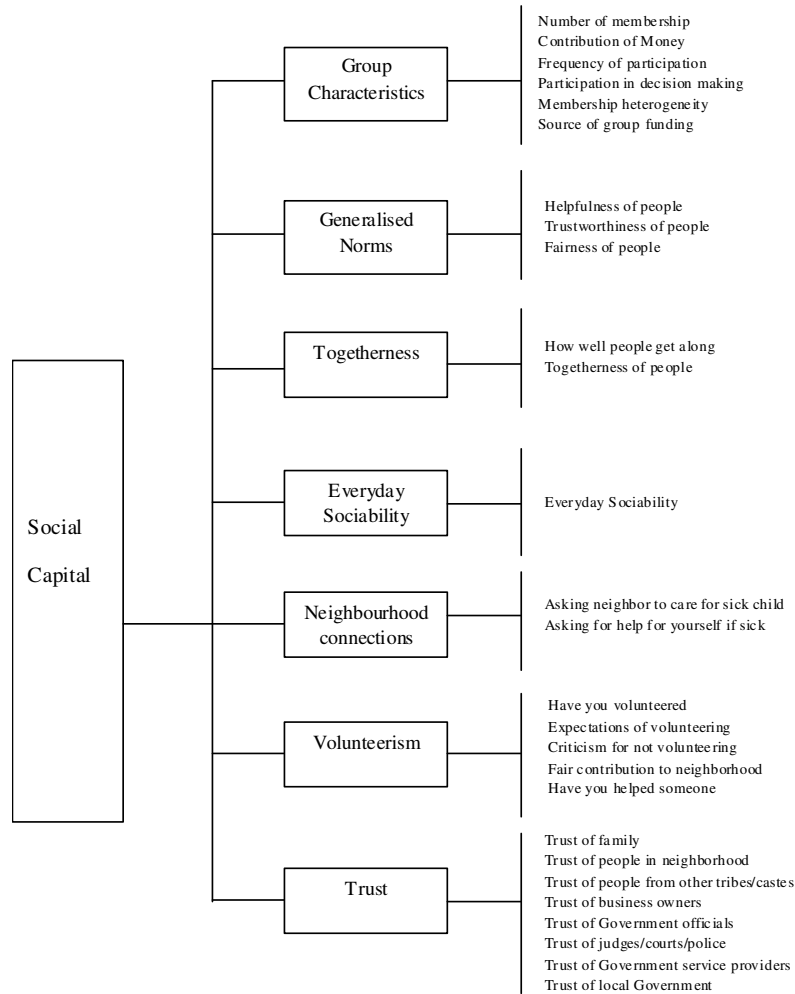 Social
Capital
Group
Characteristics
Number of membership
Contribution of Money
Frequency of participation
Participation in decision making
Membership heterogeneity
Source of group funding
Generalised
Norms
Helpfulness of people
Trustworthiness of people
Fairness of people
Togetherness
How well people get along
Togetherness of people
Everyday
Sociability
Everyday Sociability
Neighbourhood
connections
Asking neighbor to care for sick child
Asking for help for yourself if sick
Volunteerism
Have you volunteered
Expectations of volunteering
Criticism for not volunteering
Fair contribution to neighborhood
Have you helped someone
Trust
Trust of family
Trust of people in neighborhood
Trust of people from other tribes/castes
Trust of business owners
Trust of Government officials
Trust of judges/courts/police
Trust of Government service providers
Trust of local Government